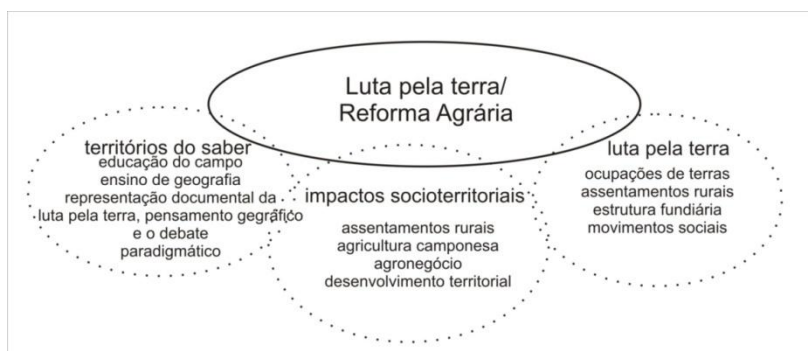 Luta pela terra/
Reforma Agrária
territórios do saber
educação do campo
ensino de geografia
representação documental da
luta pela terra, pensamento gegráfico
e o debate
paradigmático
impactos socioterritoriais
assentamentos rurais
agricultura camponesa
agronegócio
desenvolvimento territorial
luta pela terra
ocupações de terras
assentamentos rurais
estrutura fundiária
movimentos sociais